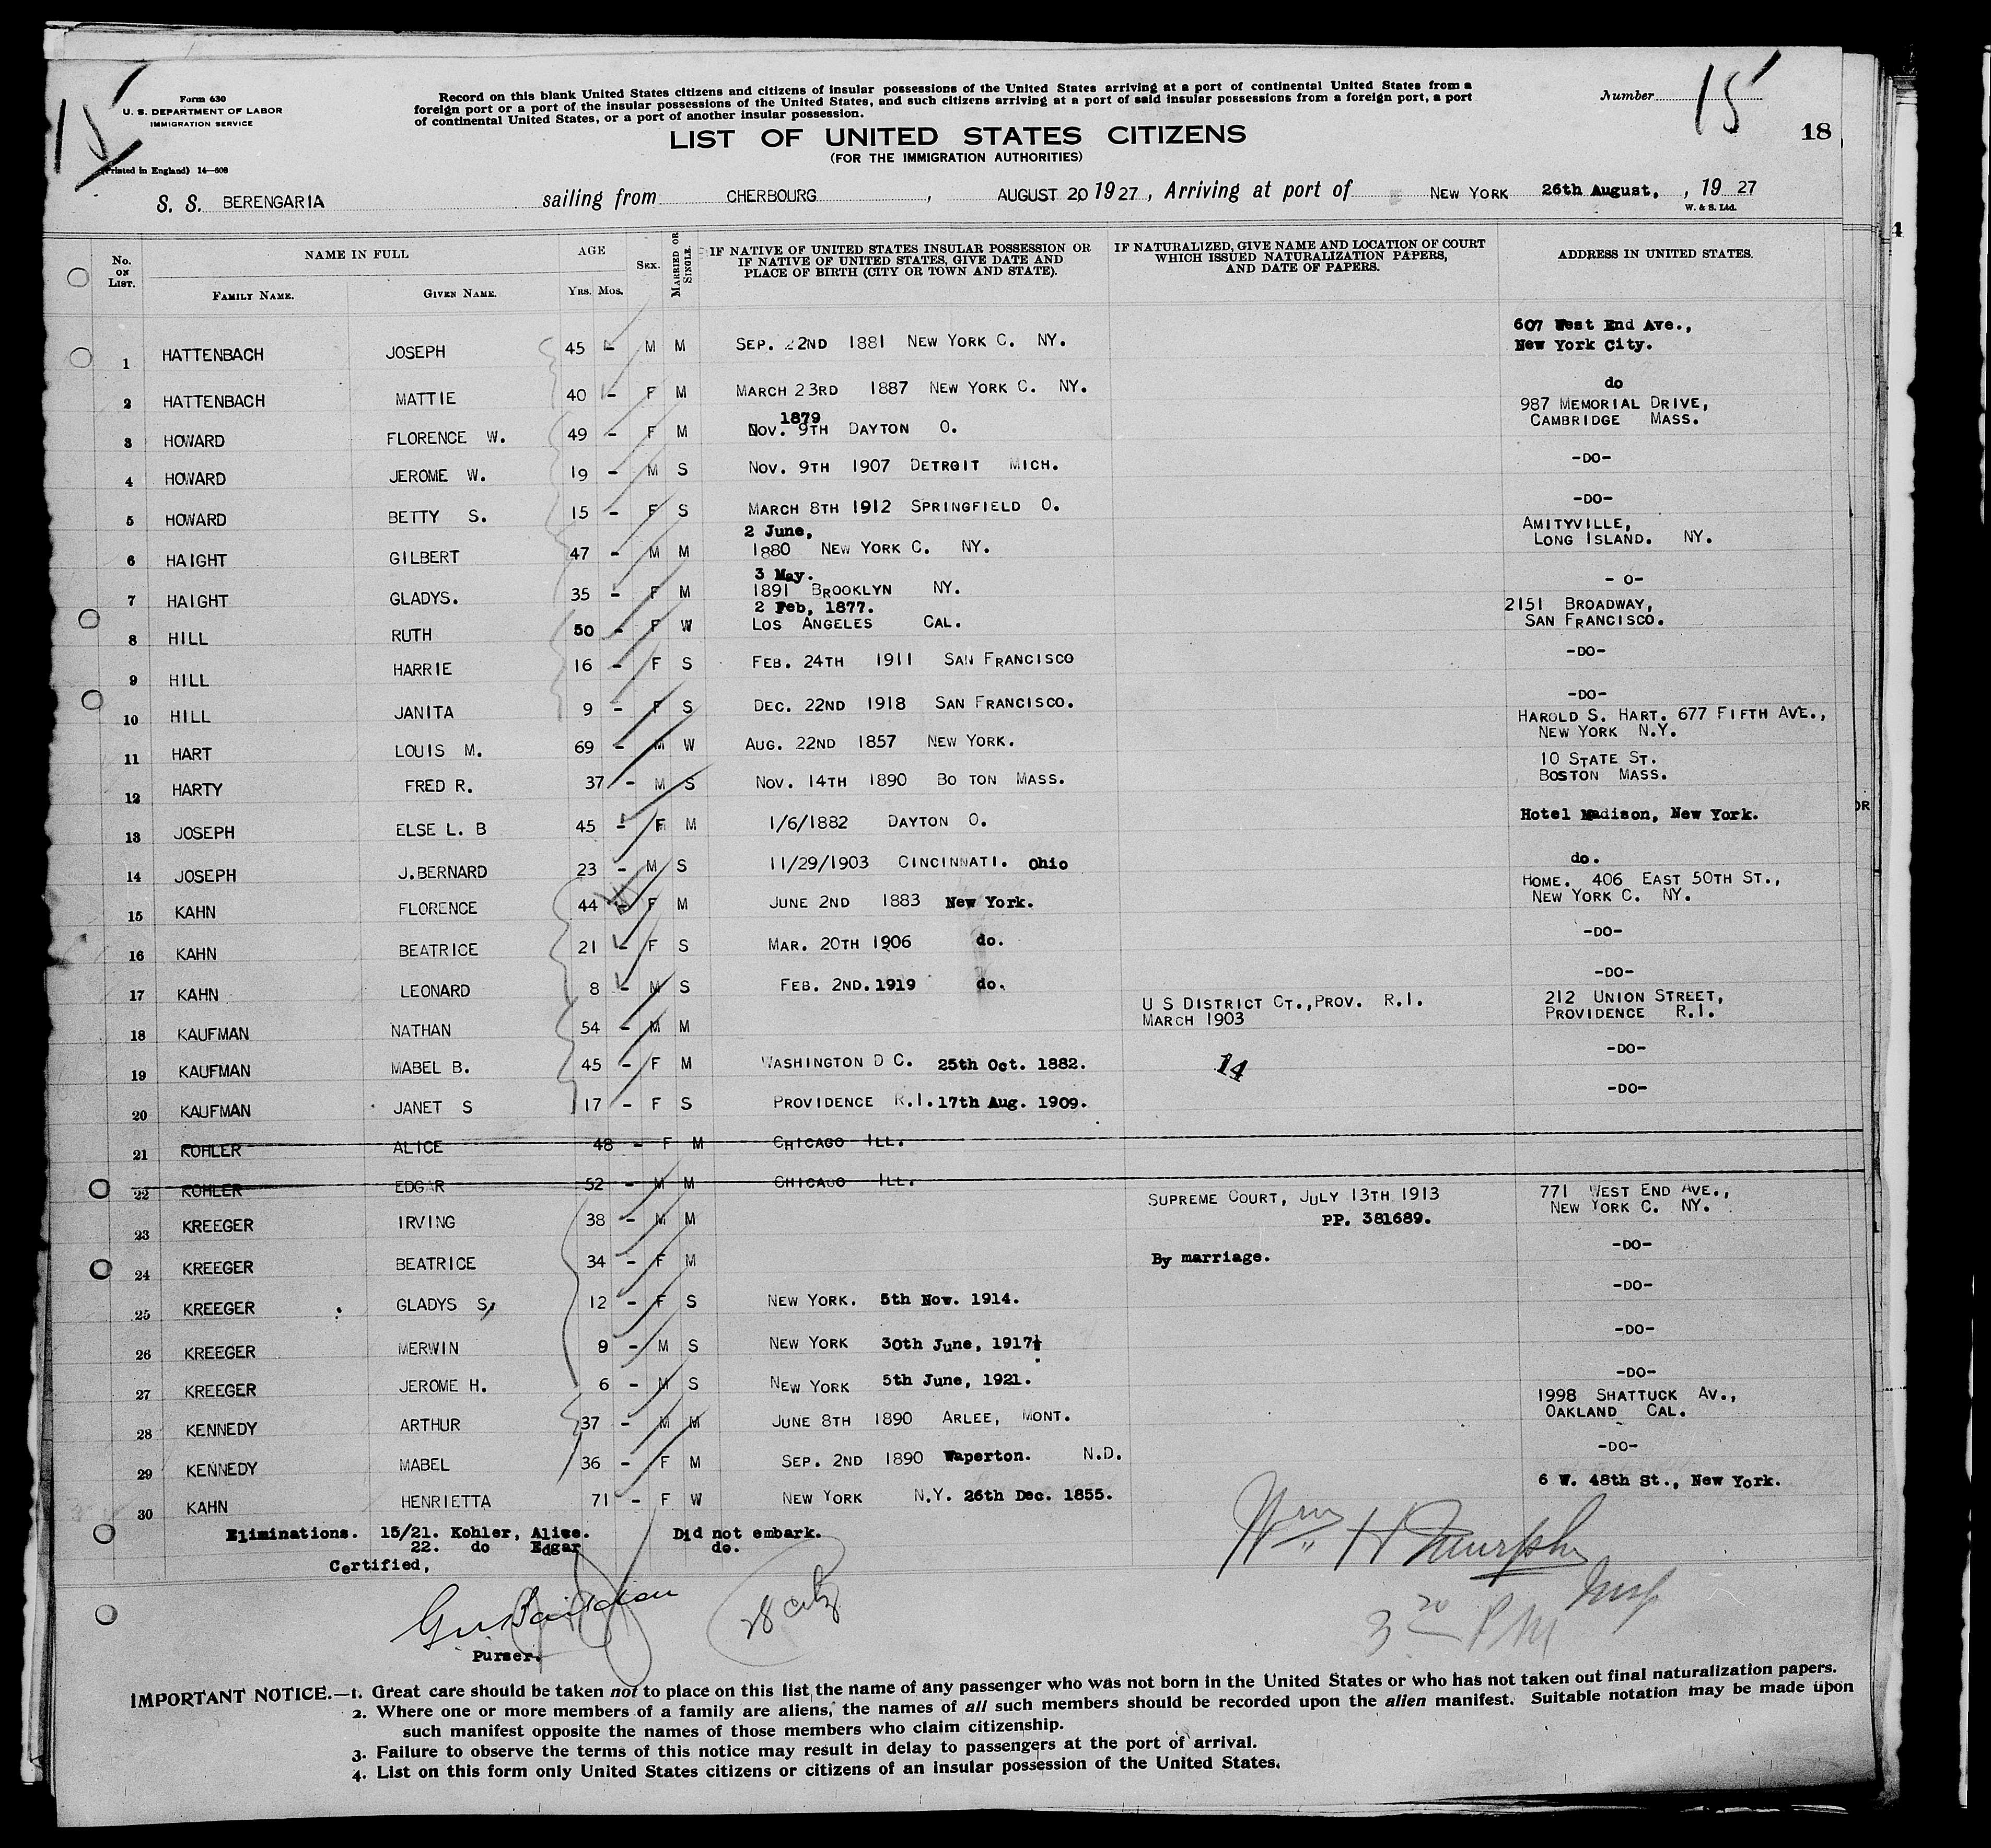 15
Form 630
U. S. DEPARTMENT OF LABOR
IMMIGRATION SERVICE
(Printed in England) 14—608
Record on this blank United States citizens and citizens of insular possessions of the United States arriving at a port of continental United States from a
foreign port or a port of the insular possessions of the United States, and such citizens arriving at a port of said insular possessions from a foreign port, a port
of continental United States, or a port of another insular possession.
LIST OF UNITED STATES CITIZENS
(FOR THE IMMIGRATION AUTHORITIES)
Number 15
18
S. S. BERENGARIA sailing from CHERBOURG, AUGUST 20 1927, Arriving at port of NEW YORK 26th August, , 1927
W. & S. Ltd.
No. ON LIST. NAME IN FULL FAMILY NAME. GIVEN NAME. AGE YRS. MOS. SEX. MARRIED OR SINGLE. IF NATIVE OF UNITED STATES INSULAR POSSESSION OR IF NATIVE OF UNITED STATES, GIVE DATE AND PLACE OF BIRTH (CITY OR TOWN AND STATE). IF NATURALIZED, GIVE NAME AND LOCATION OF COURT WHICH ISSUED NATURALIZATION PAPERS, AND DATE OF PAPERS. ADDRESS IN UNITED STATES.
1 HATTENBACH JOSEPH 45 - M M SEP. 22ND 1881 NEW YORK C. NY. 607 West End Ave., New York City.
2 HATTENBACH MATTIE 40 - F M MARCH 23RD 1887 NEW YORK C. NY. do
3 HOWARD FLORENCE W. 49 - F M NOV. 9TH 1879 DAYTON O. 987 MEMORIAL DRIVE, CAMBRIDGE MASS.
4 HOWARD JEROME W. 19 - M S NOV. 9TH 1907 DETROIT MICH. -DO-
5 HOWARD BETTY S. 15 - F S MARCH 8TH 1912 SPRINGFIELD O. -DO-
6 HAIGHT GILBERT 47 - M M 2 June, 1880 NEW YORK C. NY. AMITYVILLE, LONG ISLAND. NY.
7 HAIGHT GLADYS. 35 - F M 3 May. 1891 BROOKLYN NY. - O-
8 HILL RUTH 50 - F W 2 Feb, 1877. LOS ANGELES CAL. 2151 BROADWAY, SAN FRANCISCO.
9 HILL HARRIE 16 - F S FEB. 24TH 1911 SAN FRANCISCO -DO-
10 HILL JANITA 9 - F S DEC. 22ND 1918 SAN FRANCISCO. -DO-
11 HART LOUIS M. 69 - M W AUG. 22ND 1857 NEW YORK. HAROLD S. HART. 677 FIFTH AVE., NEW YORK N.Y.
12 HARTY FRED R. 37 - M S NOV. 14TH 1890 BO TON MASS. 10 STATE ST. BOSTON MASS.
13 JOSEPH ELSE L. B 45 - F M 1/6/1882 DAYTON O. Hotel Madison, New York.
14 JOSEPH J.BERNARD 23 - M S 11/29/1903 CINCINNATI. Ohio do.
15 KAHN FLORENCE 44 - F M JUNE 2ND 1883 New York. HOME. 406 EAST 50TH ST., NEW YORK C. NY.
16 KAHN BEATRICE 21 - F S MAR. 20TH 1906 do. -DO-
17 KAHN LEONARD 8 - M S FEB. 2ND. 1919 do. -DO-
18 KAUFMAN NATHAN 54 - M M U S DISTRICT CT.,PROV. R.I. MARCH 1903 212 UNION STREET, PROVIDENCE R.I.
19 KAUFMAN MABEL B. 45 - F M WASHINGTON D C. 25th Oct. 1882. 14 -DO-
20 KAUFMAN JANET S 17 - F S PROVIDENCE R.I. 17th Aug. 1909. -DO-
21 KOHLER ALICE 48 - F M CHICAGO ILL.
22 KOHLER EDGAR 52 - M M CHICAGO ILL.
23 KREEGER IRVING 38 - M M SUPREME COURT, JULY 13TH 1913 PP. 381689. 771 WEST END AVE., NEW YORK C. NY.
24 KREEGER BEATRICE 34 - F M By marriage. -DO-
25 KREEGER GLADYS S, 12 - F S NEW YORK. 5th Nov. 1914. -DO-
26 KREEGER MERWIN 9 - M S NEW YORK 30th June, 1917 -DO-
27 KREEGER JEROME H. 6 - M S NEW YORK 5th June, 1921. -DO-
28 KENNEDY ARTHUR 37 - M M JUNE 8TH 1890 ARLEE, MONT. 1998 SHATTUCK AV., OAKLAND CAL.
29 KENNEDY MABEL 36 - F M SEP. 2ND 1890 Waperton. N.D. -DO-
30 KAHN HENRIETTA 71 - F W NEW YORK N.Y. 26th Dec. 1855. 6 W. 48th St., New York.
Eliminations. 15/21. Kohler, Alice. Did not embark.
22. do Edgar do.
Certified,
Wm H Murphy
Purser.
3 20 PM
IMPORTANT NOTICE.—1. Great care should be taken not to place on this list the name of any passenger who was not born in the United States or who has not taken out final naturalization papers.
2. Where one or more members of a family are aliens, the names of all such members should be recorded upon the alien manifest. Suitable notation may be made upon
such manifest opposite the names of those members who claim citizenship.
3. Failure to observe the terms of this notice may result in delay to passengers at the port of arrival.
4. List on this form only United States citizens or citizens of an insular possession of the United States.